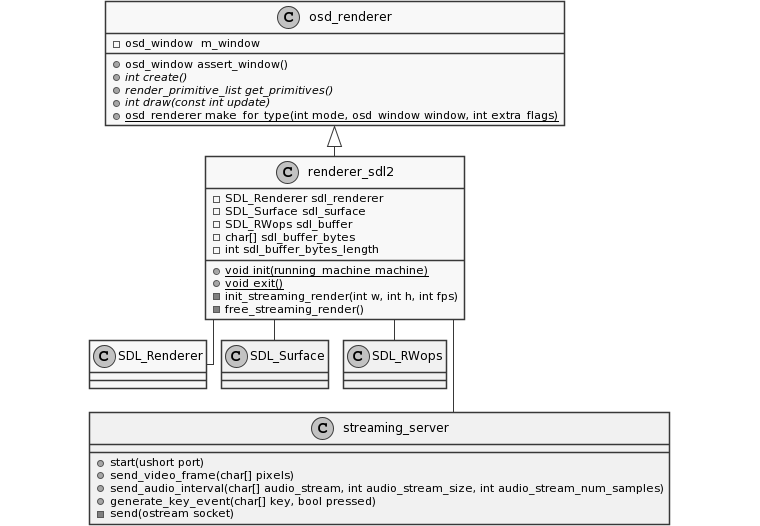 C osd_renderer
osd_window m_window
osd_window assert_window()
int create()
render_primitive_list get_primitives()
int draw(const int update)
osd_renderer make_for_type(int mode, osd_window window, int extra_flags)
C renderer_sdl2
SDL_Renderer sdl_renderer
SDL_Surface sdl_surface
SDL_RWops sdl_buffer
char[] sdl_buffer_bytes
int sdl_buffer_bytes_length
void init(running_machine machine)
void exit()
init_streaming_render(int w, int h, int fps)
free_streaming_render()
C SDL_Renderer
C SDL_Surface
C SDL_RWops
C streaming_server
start(ushort port)
send_video_frame(char[] pixels)
send_audio_interval(char[] audio_stream, int audio_stream_size, int audio_stream_num_samples)
generate_key_event(char[] key, bool pressed)
send(ostream socket)